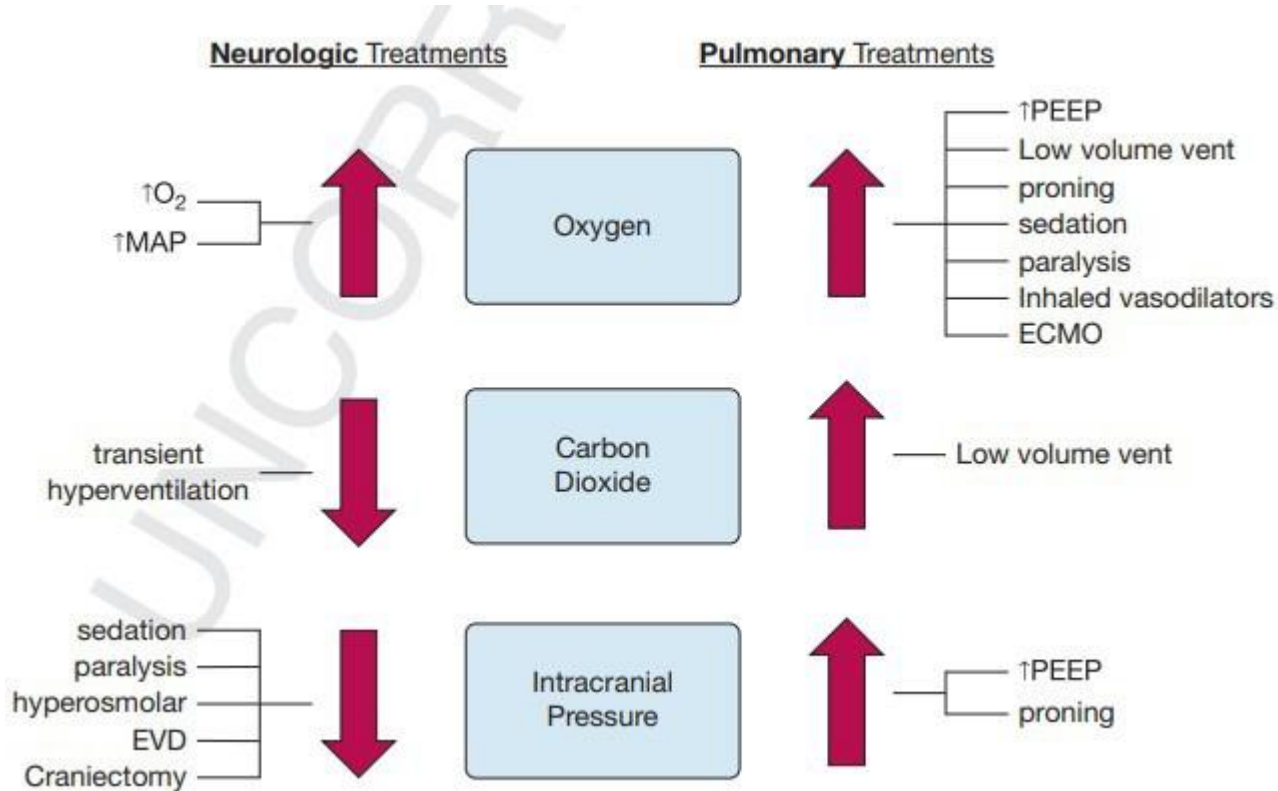 Neurologic Treatments
Pulmonary Treatments
↑O₂
↑MAP
Oxygen
↑PEEP
Low volume vent
proning
sedation
paralysis
Inhaled vasodilators
ECMO
transient
hyperventilation
Carbon
Dioxide
Low volume vent
sedation
paralysis
hyperosmolar
EVD
Craniectomy
Intracranial
Pressure
↑PEEP
proning
UNCORR